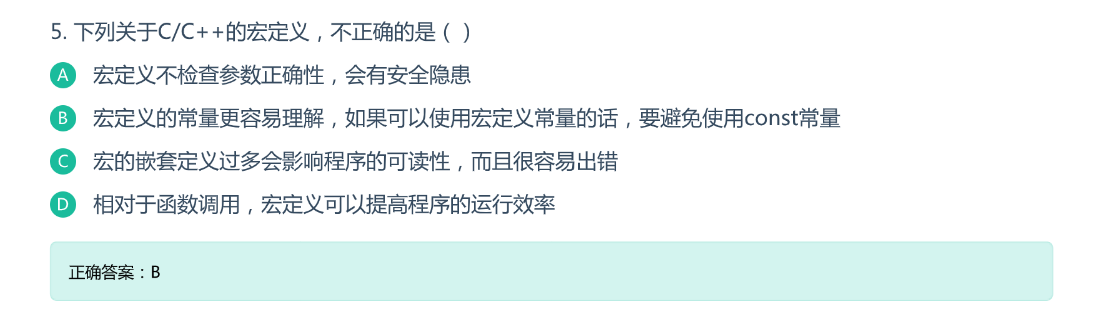 5. 下列关于C/C++的宏定义，不正确的是 ( )
A 宏定义不检查参数正确性，会有安全隐患
B 宏定义的常量更容易理解，如果可以使用宏定义常量的话，要避免使用const常量
C 宏的嵌套定义过多会影响程序的可读性，而且很容易出错
D 相对于函数调用，宏定义可以提高程序的运行效率
正确答案：B